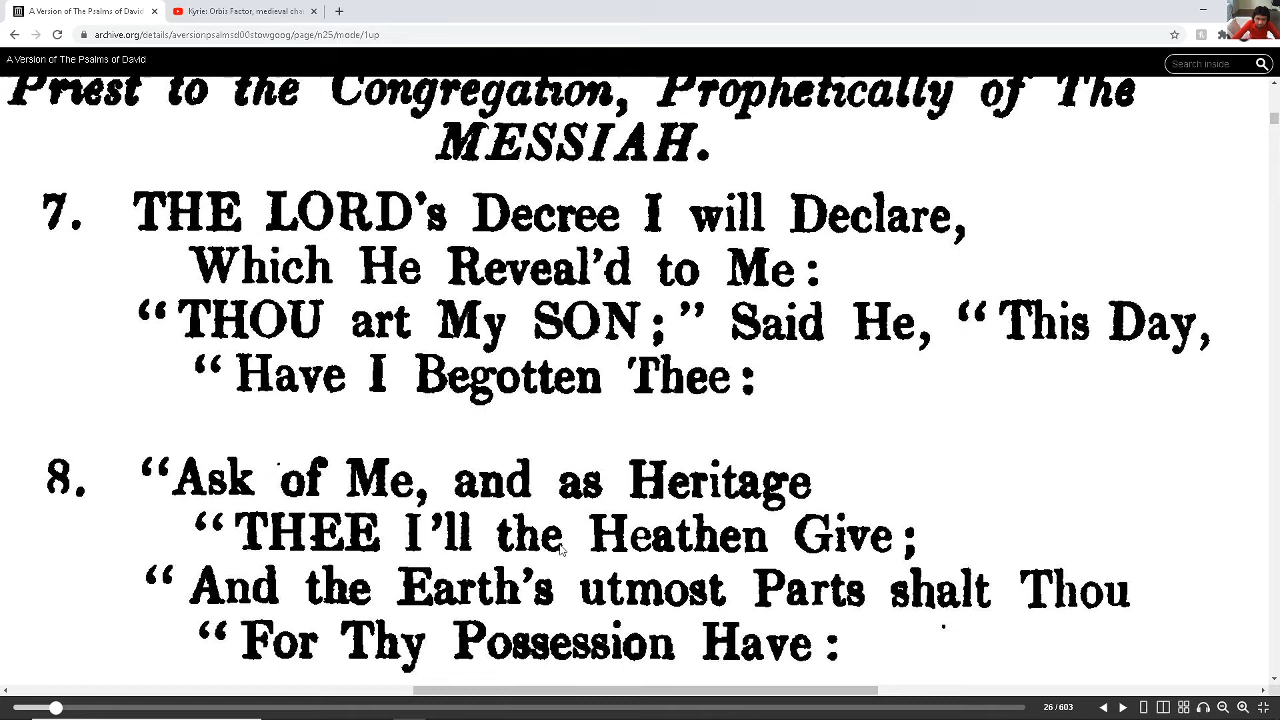 A Version of The Psalms of David
Kyrie: Orbis Factor, medieval cha
archive.org/details/aversionpsalmsd00stowgoog/page/n25/mode/1up
A Version of The Psalms of David
Search inside
Priest to the Congregation, Prophetically of The
MESSIAH.
7. THE LORD's Decree I will Declare,
Which He Reveal'd to Me:
“THOU art My SON;” Said He, “This Day,
“Have I Begotten Thee:
8. “Ask of Me, and as Heritage
“THEE I'll the Heathen Give;
“And the Earth's utmost Parts shalt Thou
“For Thy Possession Have:
26 / 603